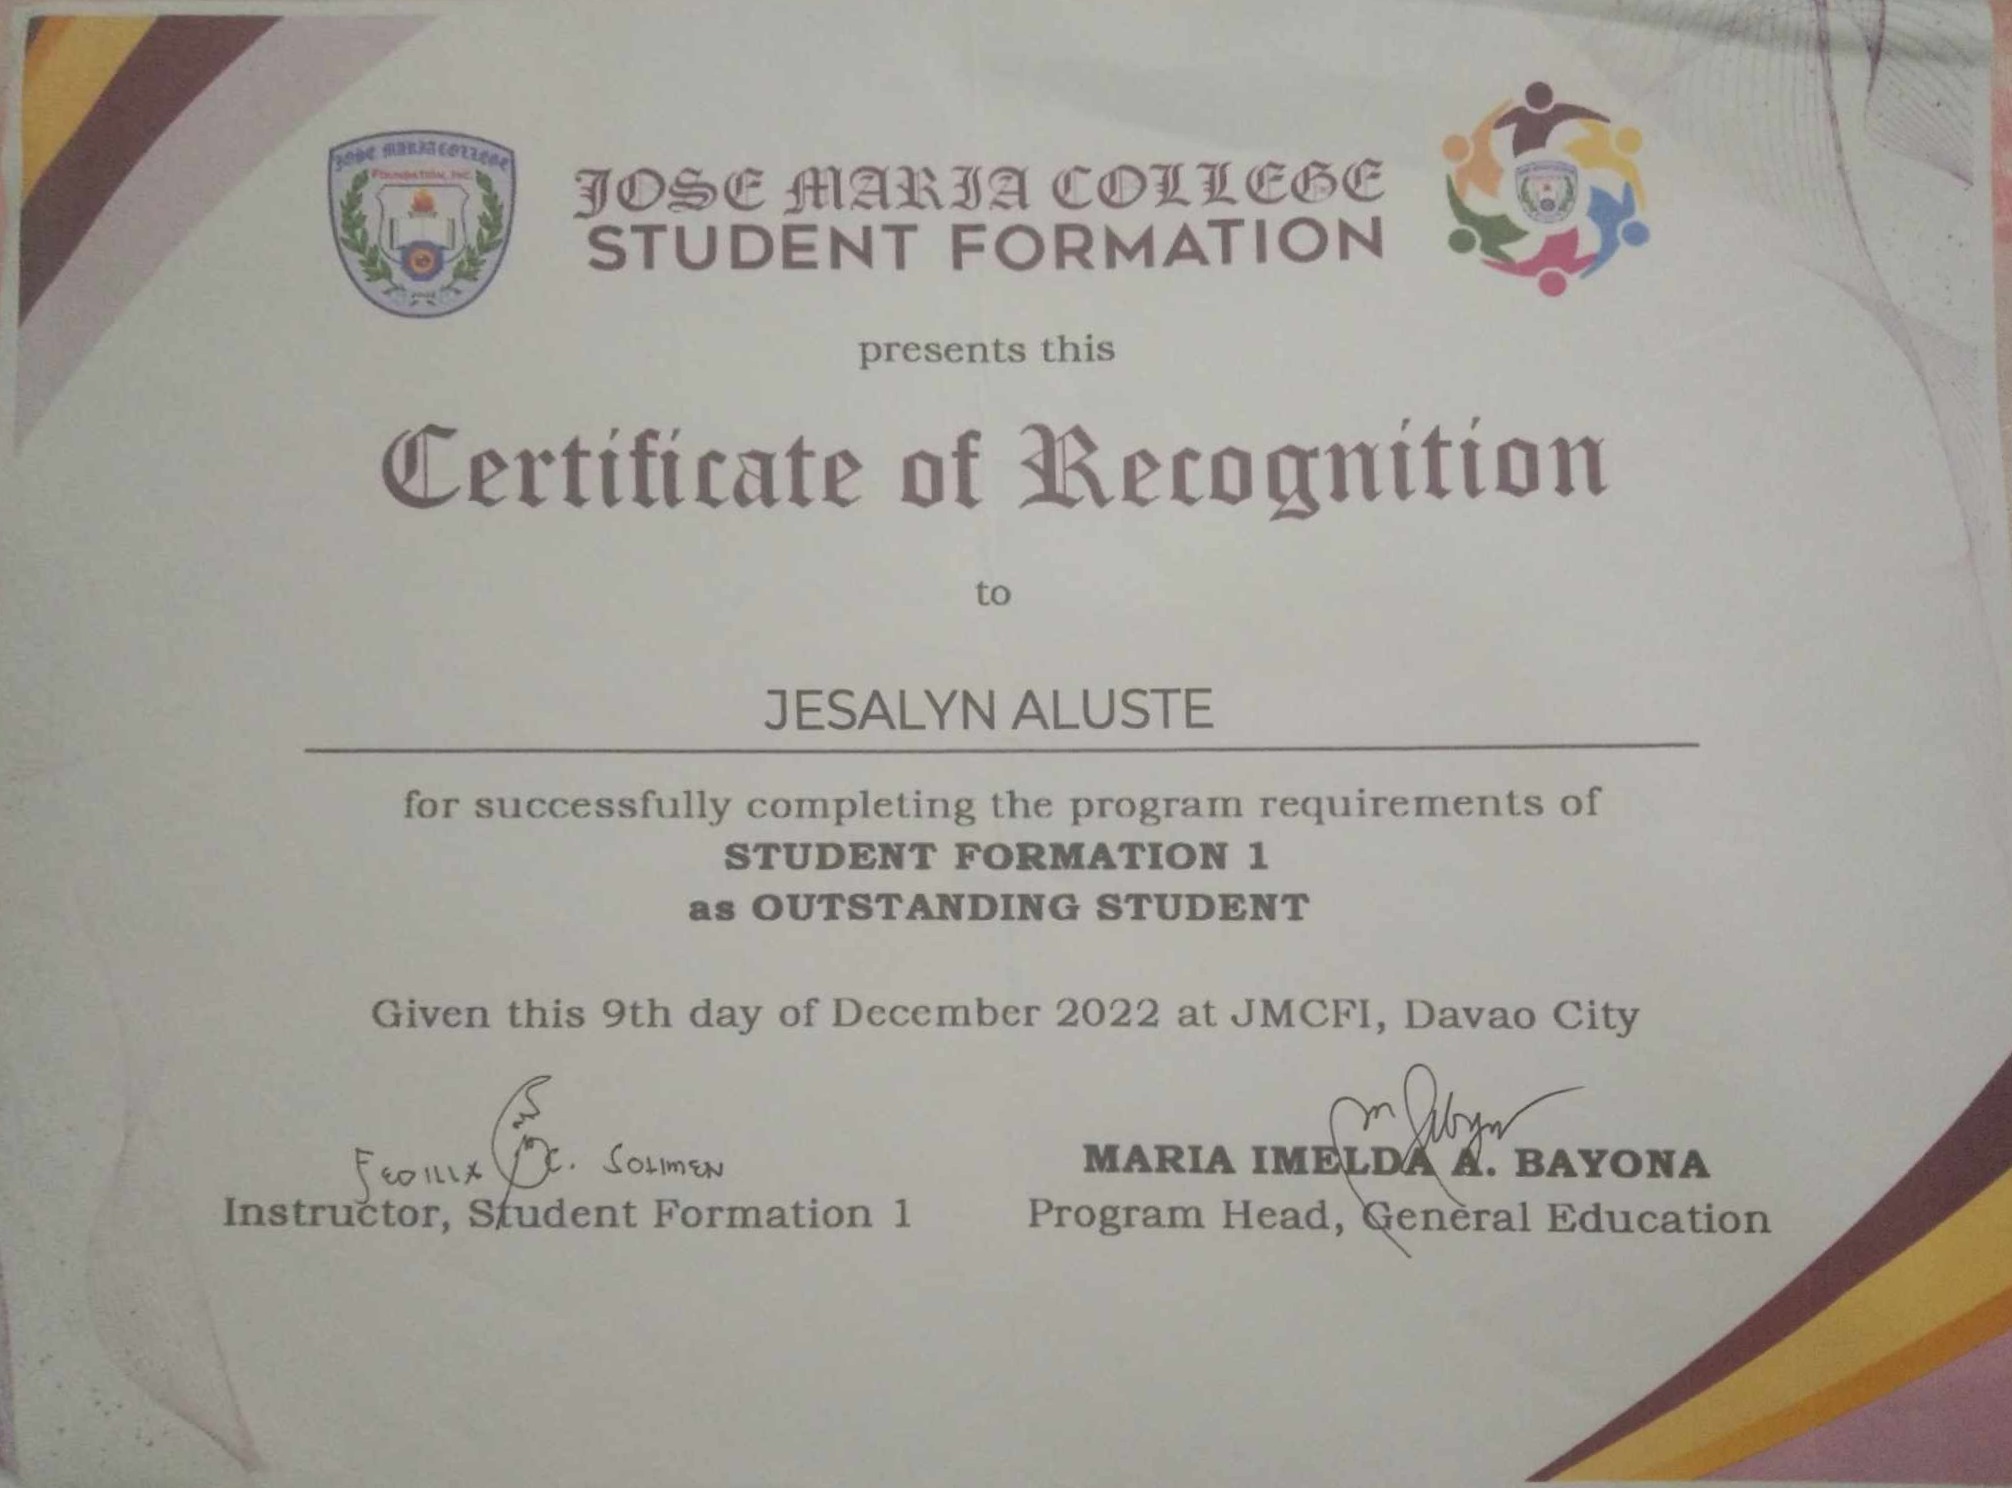 JOSE MARIA COLLEGE
FOUNDATION, INC.
2002
JOSE MARIA COLLEGE
STUDENT FORMATION
presents this
Certificate of Recognition
to
JESALYN ALUSTE
for successfully completing the program requirements of
STUDENT FORMATION 1
as OUTSTANDING STUDENT
Given this 9th day of December 2022 at JMCFI, Davao City
C. SOLIMEN
Instructor, Student Formation 1
MARIA IMELDA A. BAYONA
Program Head, General Education